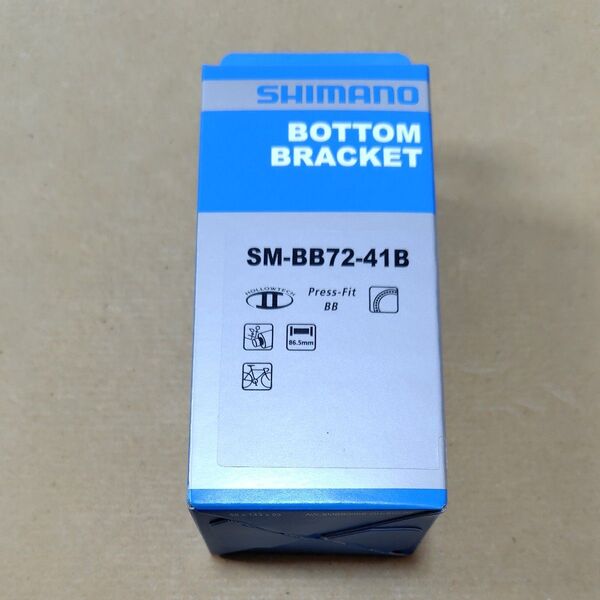 SHIMANO
BOTTOM
BRACKET
SM-BB72-41B
HOLLOWTECH
II
Press-Fit
BB
86.5mm